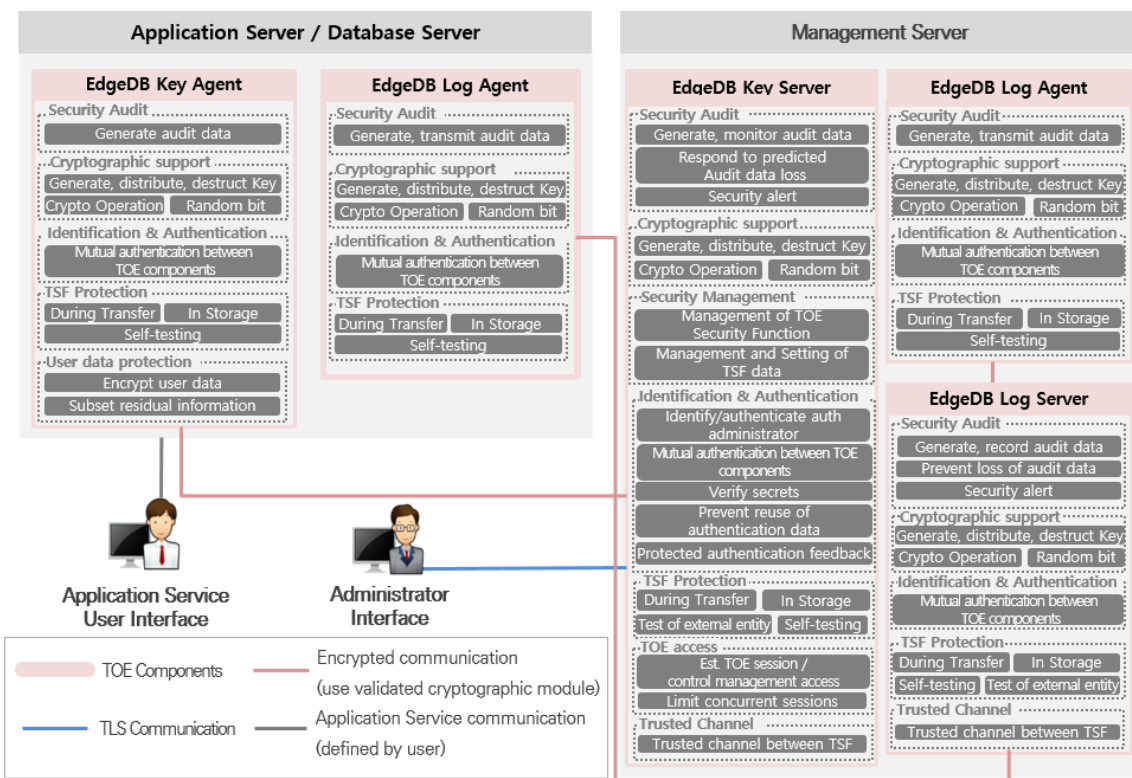 Application Server / Database Server
EdgeDB Key Agent
Security Audit
Generate audit data
Cryptographic support
Generate, distribute, destruct Key
Crypto Operation
Random bit
Identification & Authentication
Mutual authentication between
TOE components
TSF Protection
During Transfer
In Storage
Self-testing
User data protection
Encrypt user data
Subset residual information
EdgeDB Log Agent
Security Audit
Generate, transmit audit data
Cryptographic support
Generate, distribute, destruct Key
Crypto Operation
Random bit
Identification & Authentication
Mutual authentication between
TOE components
TSF Protection
During Transfer
In Storage
Self-testing
Management Server
EdgeDB Key Server
Security Audit
Generate, monitor audit data
Respond to predicted
Audit data loss
Security alert
Cryptographic support
Generate, distribute, destruct Key
Crypto Operation
Random bit
Security Management
Management of TOE
Security Function
Management and Setting of
TSF data
Identification & Authentication
Identify/authenticate auth
administrator
Mutual authentication between TOE
components
Verify secrets
Prevent reuse of
authentication data
Protected authentication feedback
TSF Protection
During Transfer
In Storage
Test of external entity
Self-testing
TOE access
Est. TOE session /
control management access
Limit concurrent sessions
Trusted Channel
Trusted channel between TSF
EdgeDB Log Agent
Security Audit
Generate, transmit audit data
Cryptographic support
Generate, distribute, destruct Key
Crypto Operation
Random bit
Identification & Authentication
Mutual authentication between
TOE components
TSF Protection
During Transfer
In Storage
Self-testing
EdgeDB Log Server
Security Audit
Generate, record audit data
Prevent loss of audit data
Security alert
Cryptographic support
Generate, distribute, destruct Key
Crypto Operation
Random bit
Identification & Authentication
Mutual authentication between
TOE components
TSF Protection
During Transfer
In Storage
Self-testing
Test of external entity
Trusted Channel
Trusted channel between TSF
Application Service
User Interface
Administrator
Interface
TOE Components
Encrypted communication
(use validated cryptographic module)
TLS Communication
Application Service communication
(defined by user)